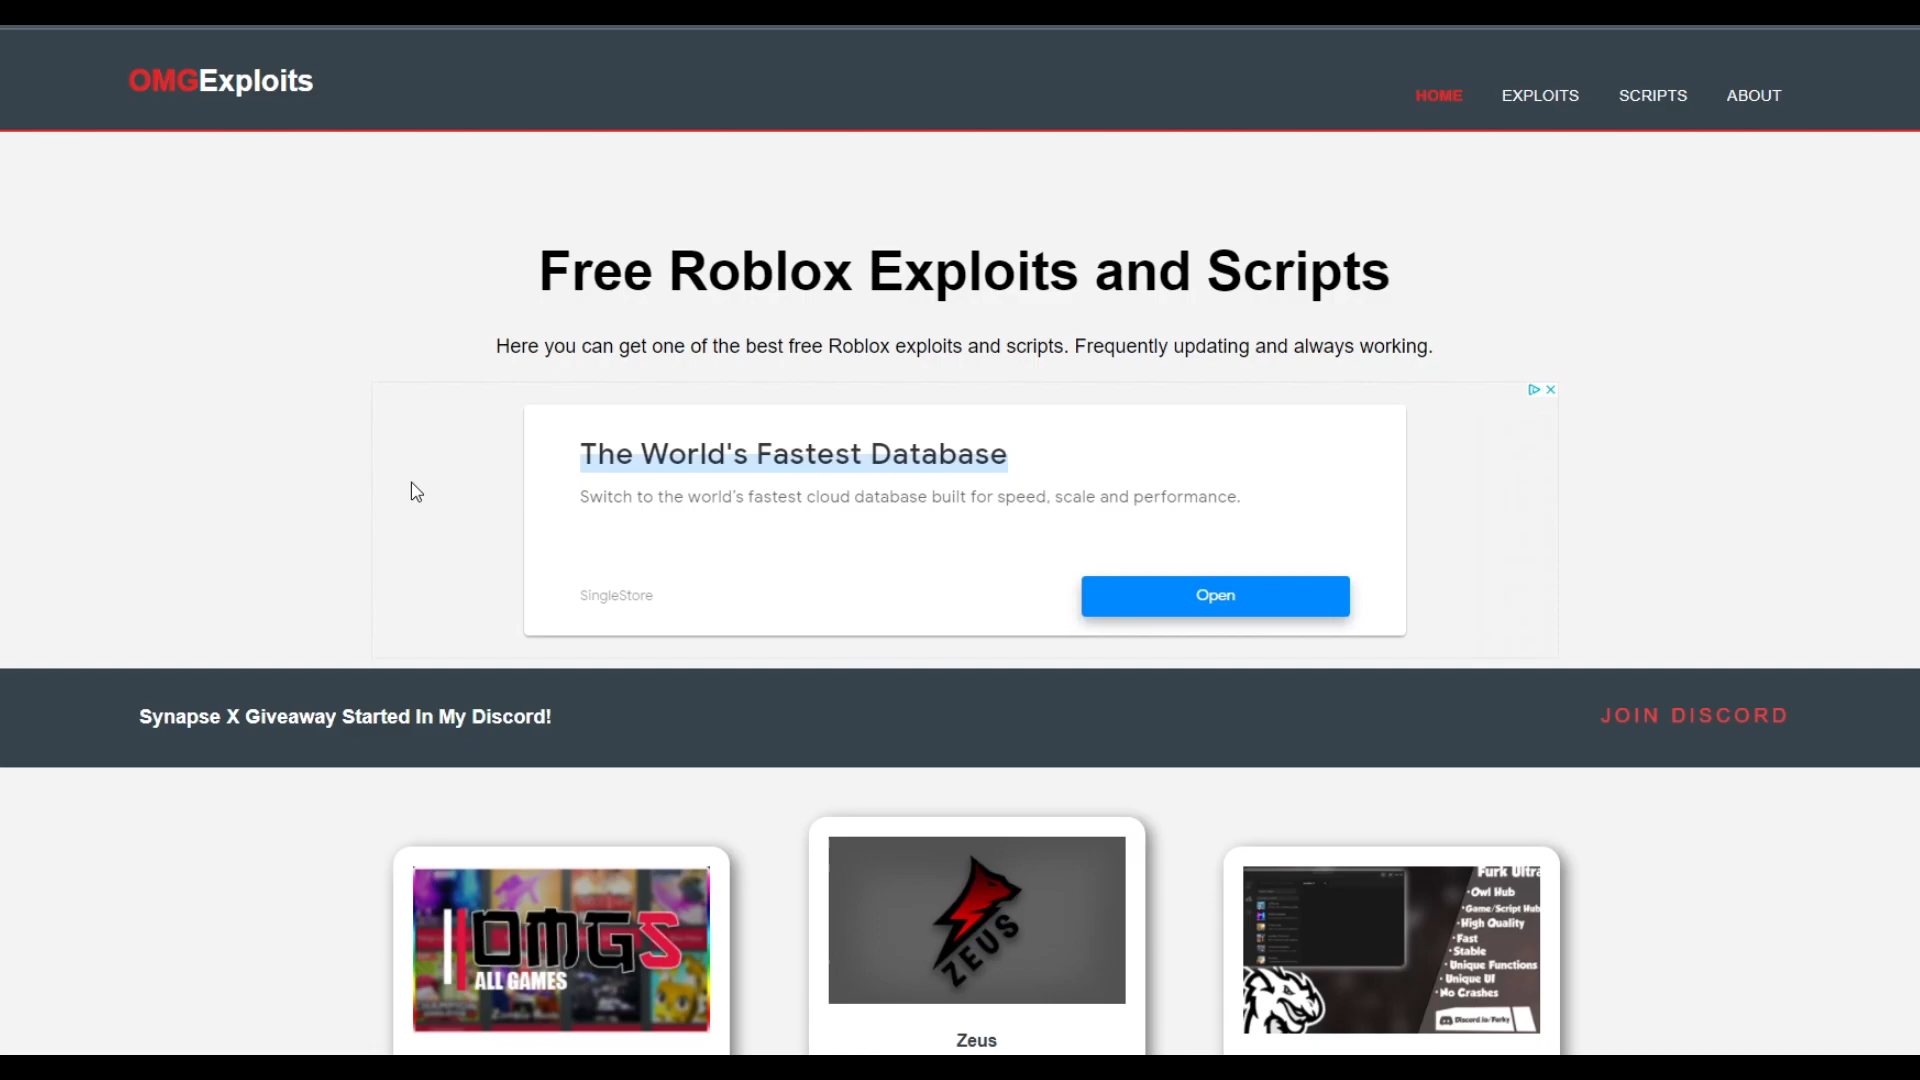 OMGExploits
HOME EXPLOITS SCRIPTS ABOUT
Free Roblox Exploits and Scripts
Here you can get one of the best free Roblox exploits and scripts. Frequently updating and always working.
The World's Fastest Database
Switch to the world's fastest cloud database built for speed, scale and performance.
SingleStore
Open
Synapse X Giveaway Started In My Discord!
JOIN DISCORD
OMGS
ALL GAMES
ZEUS
Zeus
Furk Ultra
•Owl Hub
•Game/Script Hub
•High Quality
•Fast
•Stable
•Unique Functions
•Unique UI
•No Crashes
Discord.io/Furky